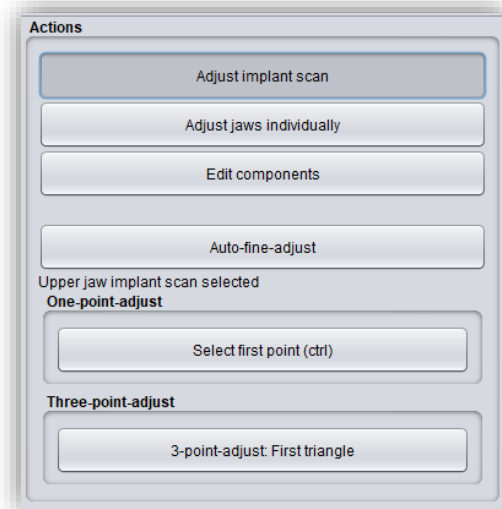 Actions
Adjust implant scan
Adjust jaws individually
Edit components
Auto-fine-adjust
Upper jaw implant scan selected
One-point-adjust
Select first point (ctrl)
Three-point-adjust
3-point-adjust: First triangle